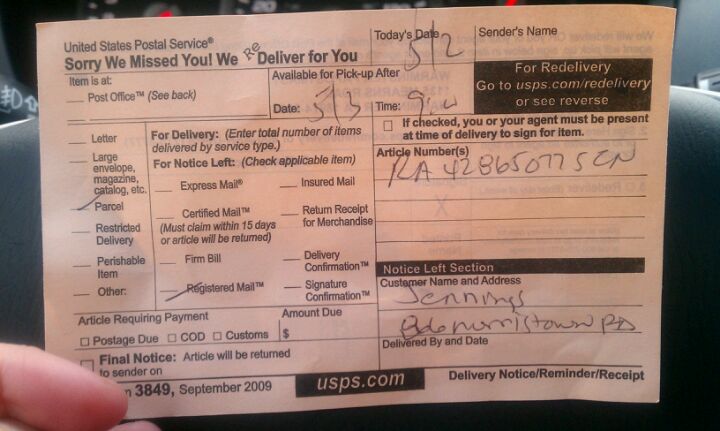 United States Postal Service®
Sorry We Missed You! We ReDeliver for You
Today's Date 5/2
Sender's Name
Item is at:
Post Office™ (See back)
Available for Pick-up After
Date: 5/3 Time:
For Redelivery
Go to usps.com/redelivery
or see reverse
If checked, you or your agent must be present
at time of delivery to sign for item.
Letter
Large
envelope,
magazine,
catalog, etc.
Parcel
Restricted
Delivery
Perishable
Item
Other:
For Delivery: (Enter total number of items
delivered by service type.)
For Notice Left: (Check applicable item)
Express Mail®
Certified Mail™
(Must claim within 15 days
or article will be returned)
Firm Bill
Registered Mail™
Insured Mail
Return Receipt
for Merchandise
Delivery
Confirmation™
Signature
Confirmation™
Article Number(s)
RA428650775CN
Notice Left Section
Customer Name and Address
Jennings
Delivered By and Date
Article Requiring Payment
Postage Due COD Customs
Amount Due
$
Final Notice: Article will be returned
to sender on
3849, September 2009
usps.com
Delivery Notice/Reminder/Receipt